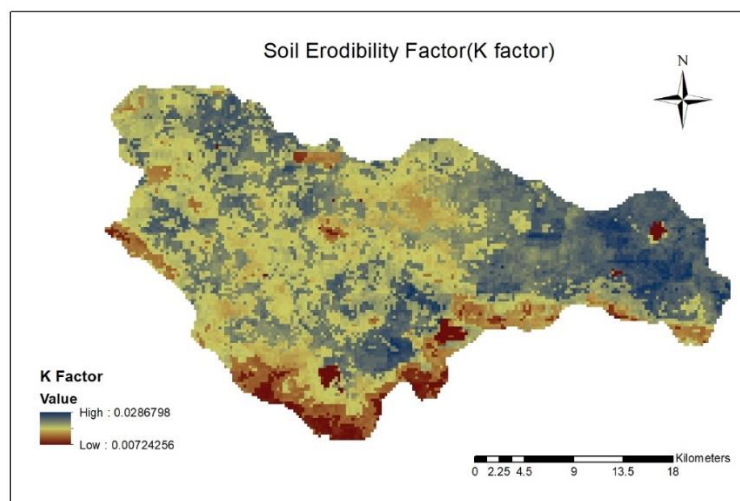 Soil Erodibility Factor(K factor)
N
K Factor
Value
High : 0.0286798
Low : 0.00724256
Kilometers
0 2.25 4.5 9 13.5 18